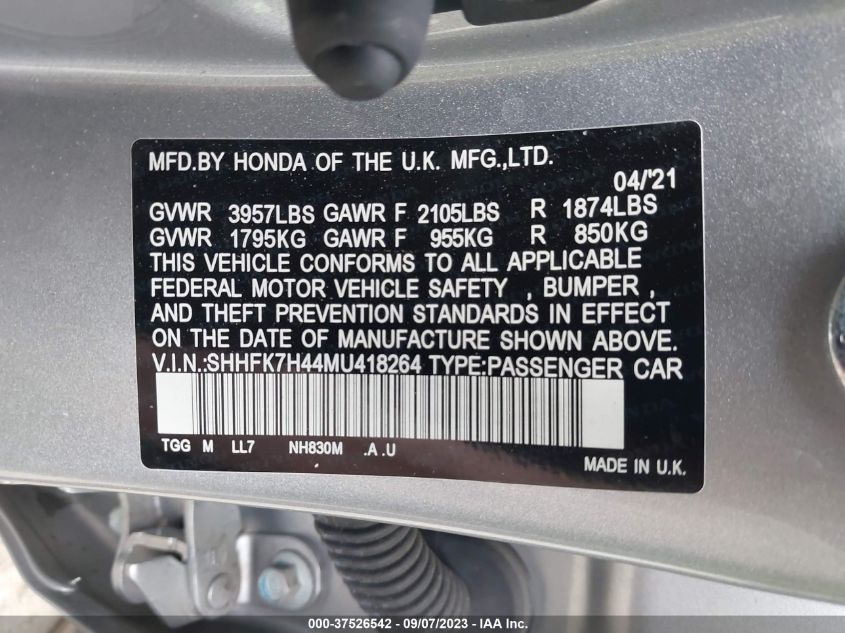 MFD.BY HONDA OF THE U.K. MFG.,LTD.
04/'21
GVWR 3957LBS GAWR F 2105LBS R 1874LBS
GVWR 1795KG GAWR F 955KG R 850KG
THIS VEHICLE CONFORMS TO ALL APPLICABLE
FEDERAL MOTOR VEHICLE SAFETY , BUMPER ,
AND THEFT PREVENTION STANDARDS IN EFFECT
ON THE DATE OF MANUFACTURE SHOWN ABOVE.
V.I.N.:SHHFK7H44MU418264 TYPE:PASSENGER CAR
TGG M LL7 NH830M .A .U
MADE IN U.K.
000-37526542 - 09/07/2023 - IAA Inc.